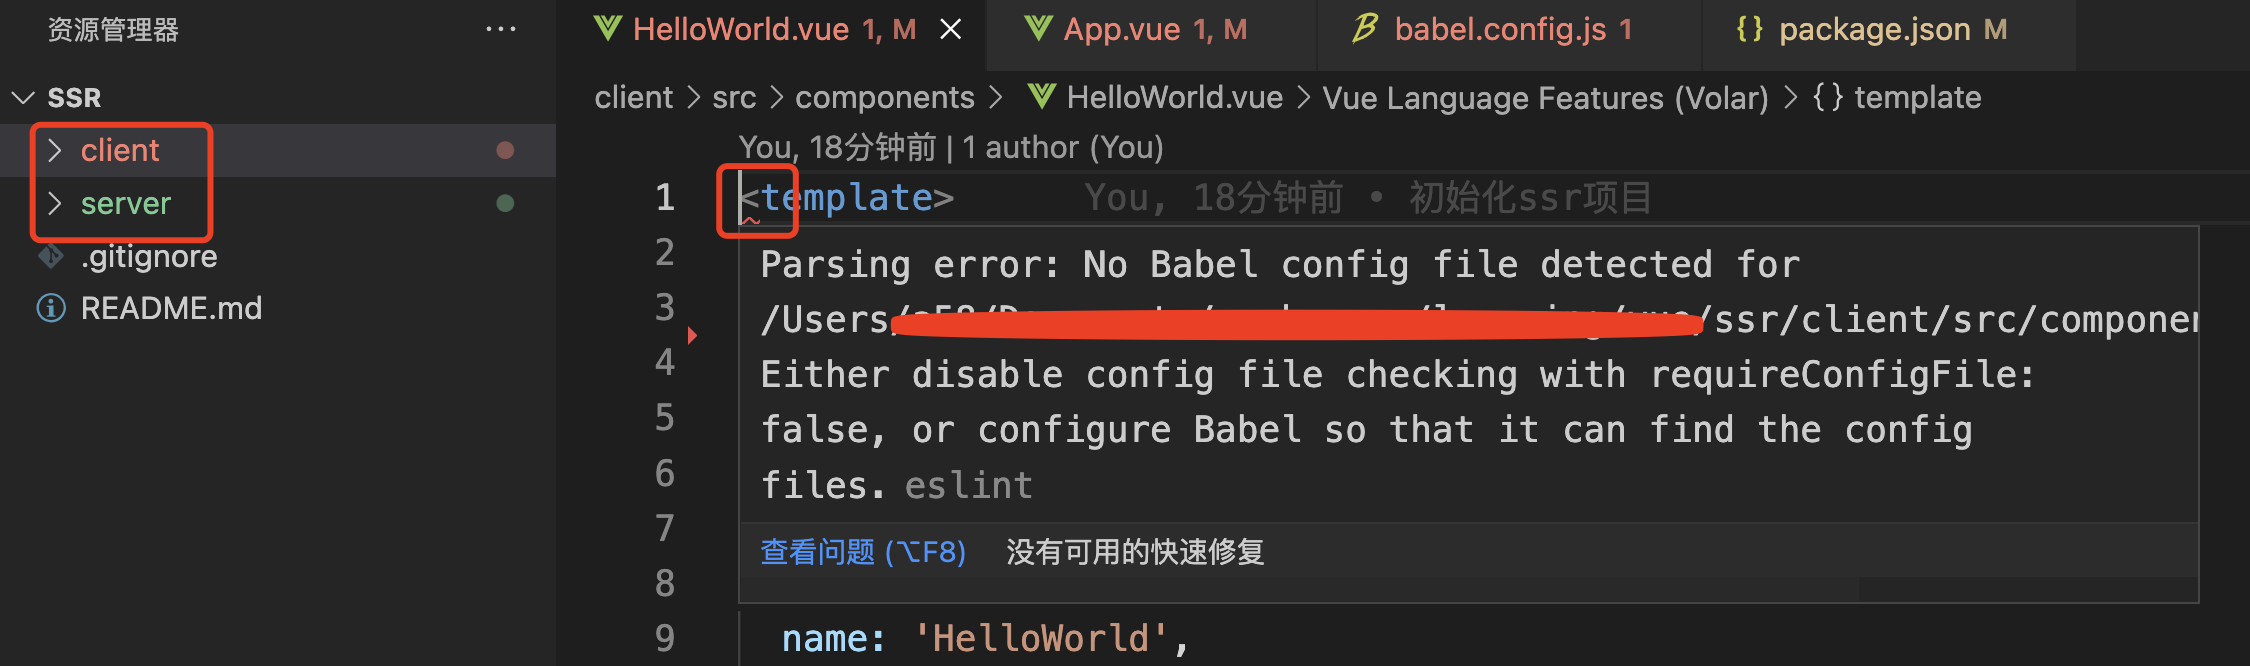 资源管理器 ···
HelloWorld.vue 1, M
App.vue 1, M
babel.config.js 1
{} package.json M
SSR
client
server
.gitignore
README.md
client > src > components > HelloWorld.vue > Vue Language Features (Volar) > {} template
You, 18分钟前 | 1 author (You)
1 <template> You, 18分钟前 • 初始化ssr项目
2
3
4
5
6
7
8
Parsing error: No Babel config file detected for
/Users/ /ssr/client/src/componen
Either disable config file checking with requireConfigFile:
false, or configure Babel so that it can find the config
files. eslint
查看问题 (⌥F8) 没有可用的快速修复
9 name: 'HelloWorld',